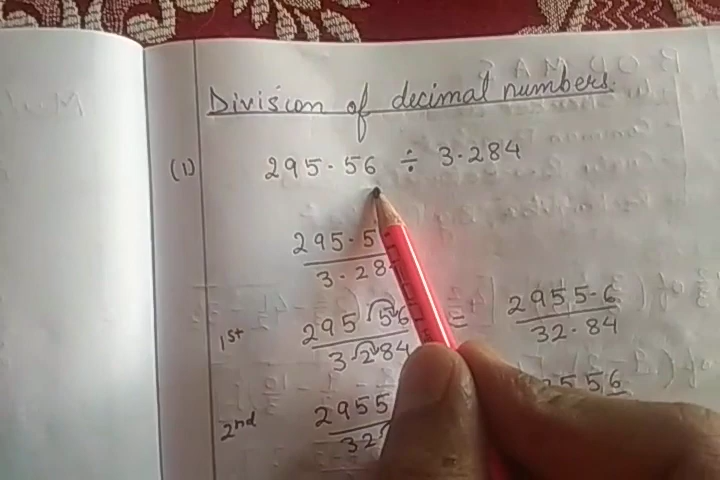 Division of decimal numbers.
(1) 295.56 ÷ 3.284
295.5
3.28
1st 295 56 = 2955.6
3 284 32.84
2nd 2955 5556
32